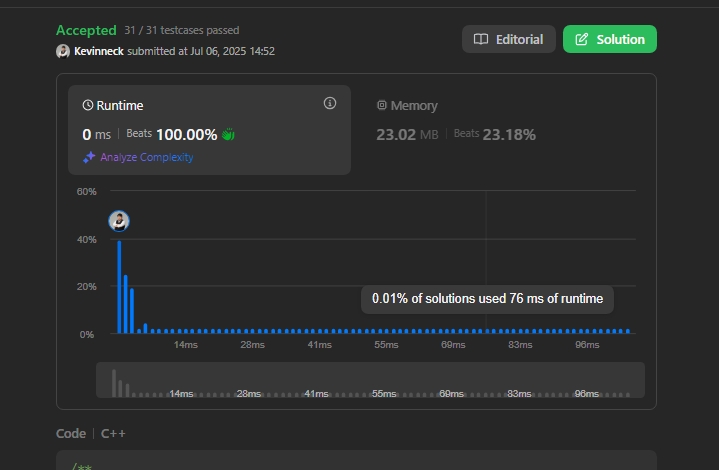 Accepted 31 / 31 testcases passed
Kevinneck submitted at Jul 06, 2025 14:52
Editorial
Solution
Runtime
0 ms | Beats 100.00%
Analyze Complexity
Memory
23.02 MB | Beats 23.18%
60%
40%
20%
0%
0.01% of solutions used 76 ms of runtime
14ms 28ms 41ms 55ms 69ms 83ms 96ms
14ms 28ms 41ms 55ms 69ms 83ms 96ms
Code | C++
/**